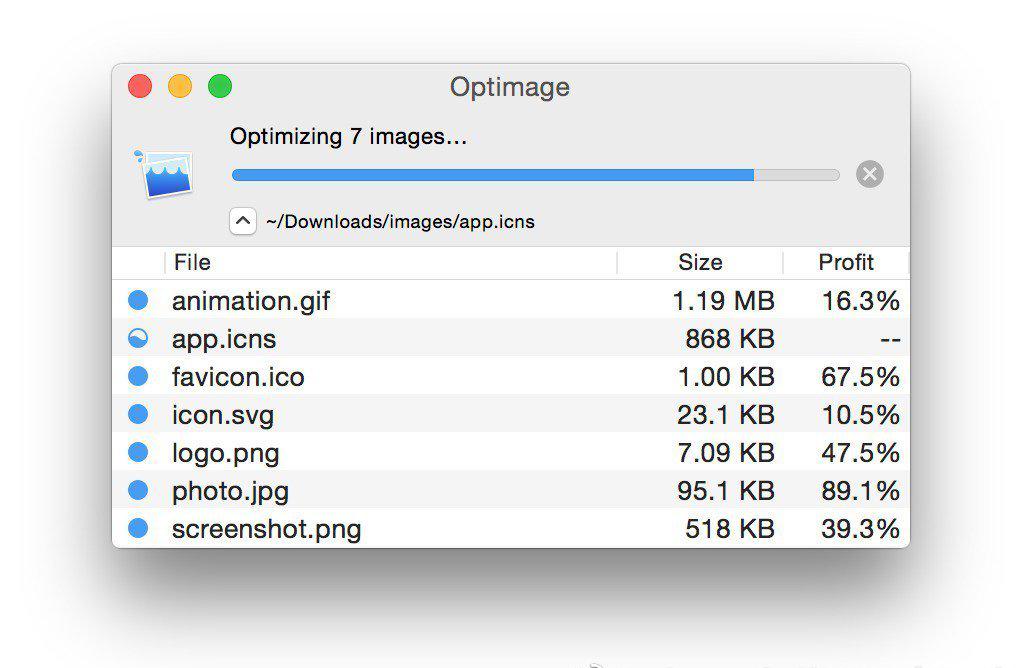 Optimage
Optimizing 7 images...
~/Downloads/images/app.icns
File Size Profit
animation.gif 1.19 MB 16.3%
app.icns 868 KB --
favicon.ico 1.00 KB 67.5%
icon.svg 23.1 KB 10.5%
logo.png 7.09 KB 47.5%
photo.jpg 95.1 KB 89.1%
screenshot.png 518 KB 39.3%